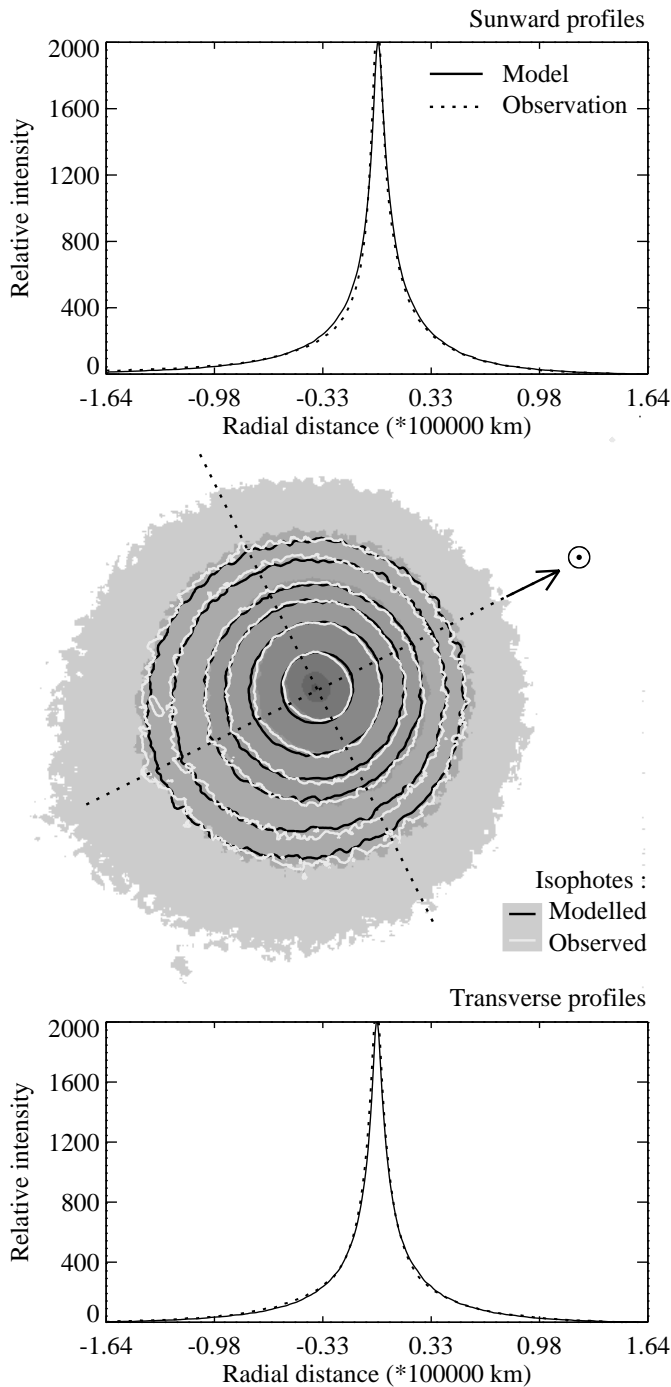 Sunward profiles
2000
1600
1200
800
400
0
Relative intensity
Model
Observation
-1.64 -0.98 -0.33 0.33 0.98 1.64
Radial distance (*100000 km)
Isophotes :
Modelled
Observed
Transverse profiles
2000
1600
1200
800
400
0
Relative intensity
-1.64 -0.98 -0.33 0.33 0.98 1.64
Radial distance (*100000 km)